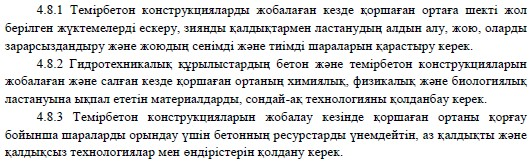 4.8.1 Темірбетон конструкцияларды жобалаған кезде қоршаған ортаға шекті жол
берілген жүктемелерді ескеру, зиянды қалдықтармен ластанудың алдын алу, жою, оларды
зарарсыздандыру және жоюдың сенімді және тиімді шараларын қарастыру керек.
4.8.2 Гидротехникалық құрылыстардың бетон және темірбетон конструкцияларын
жобалаған және салған кезде қоршаған ортаның химиялық, физикалық және биологиялық
ластануына ықпал ететін материалдарды, сондай-ақ технологияны қолданбау керек.
4.8.3 Темірбетон конструкцияларын жобалау кезінде қоршаған ортаны қорғау
бойынша шараларды орындау үшін бетонның ресурстарды үнемдейтін, аз қалдықты және
қалдықсыз технологиялар мен өндірістерін қолдану керек.